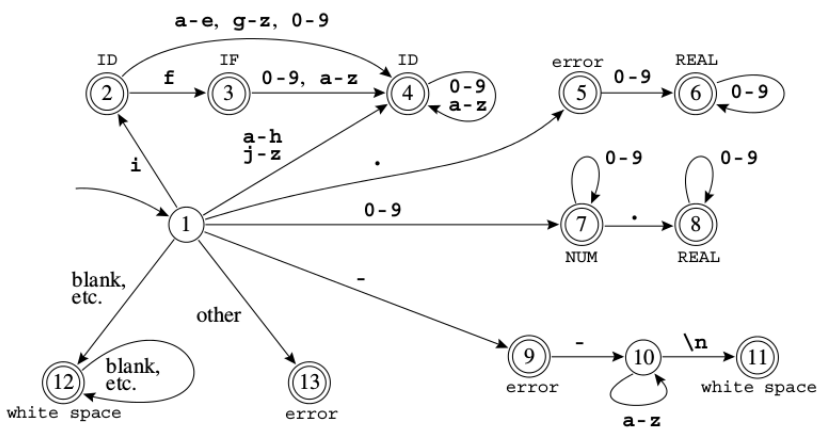 a-e, g-z, 0-9
ID
IF
ID
error
REAL
2
f
3
0-9, a-z
4
0-9
a-z
5
0-9
6
0-9
i
a-h
j-z
.
0-9
0-9
1
0-9
7
.
8
NUM
REAL
blank,
etc.
other
-
12
blank,
etc.
13
9
-
10
\n
11
white space
error
error
a-z
white space